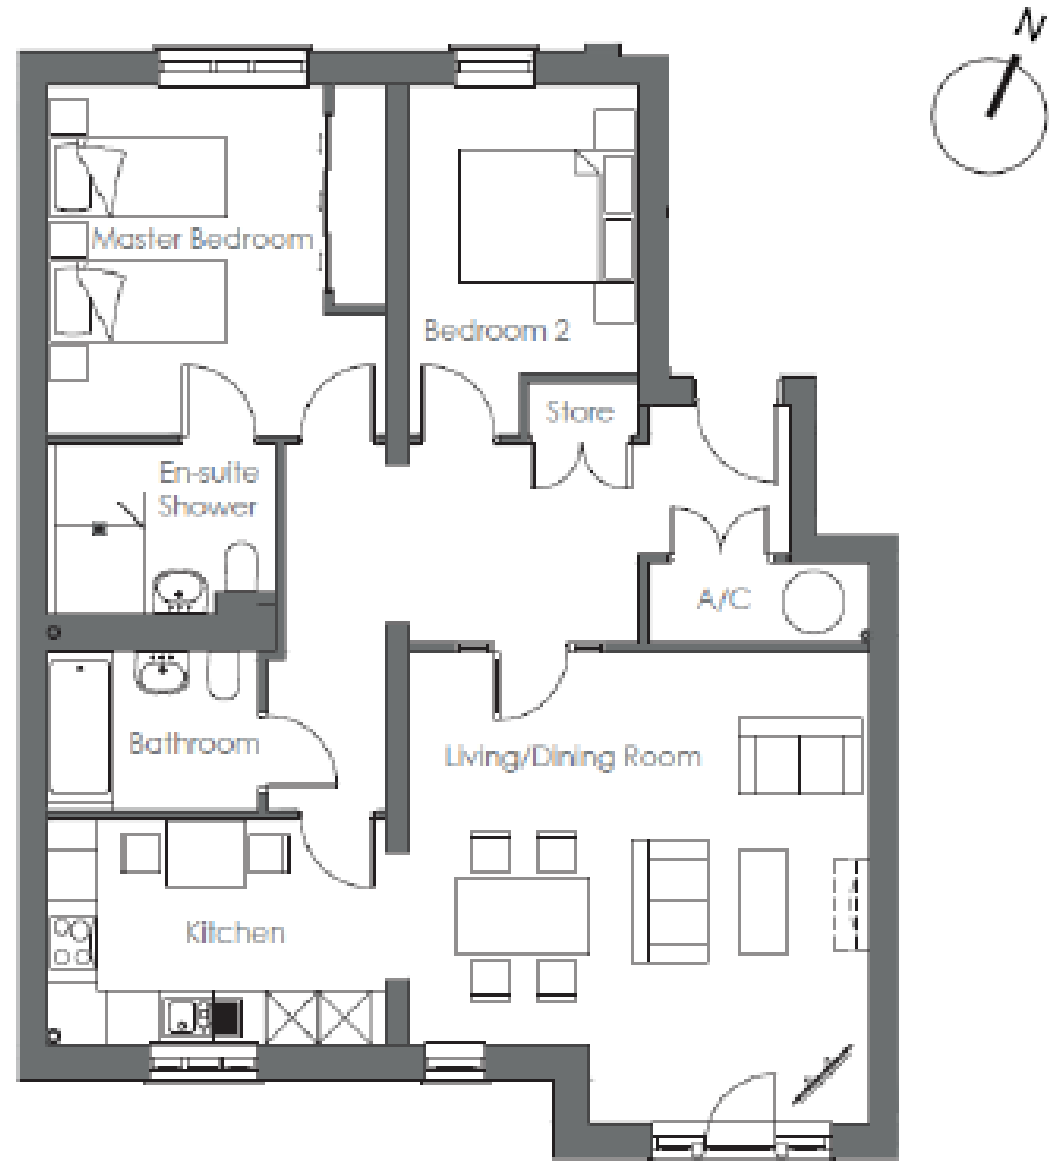 N
Master Bedroom
Bedroom 2
Store
En-suite
Shower
A/C
Bathroom
Living/Dining Room
Kitchen